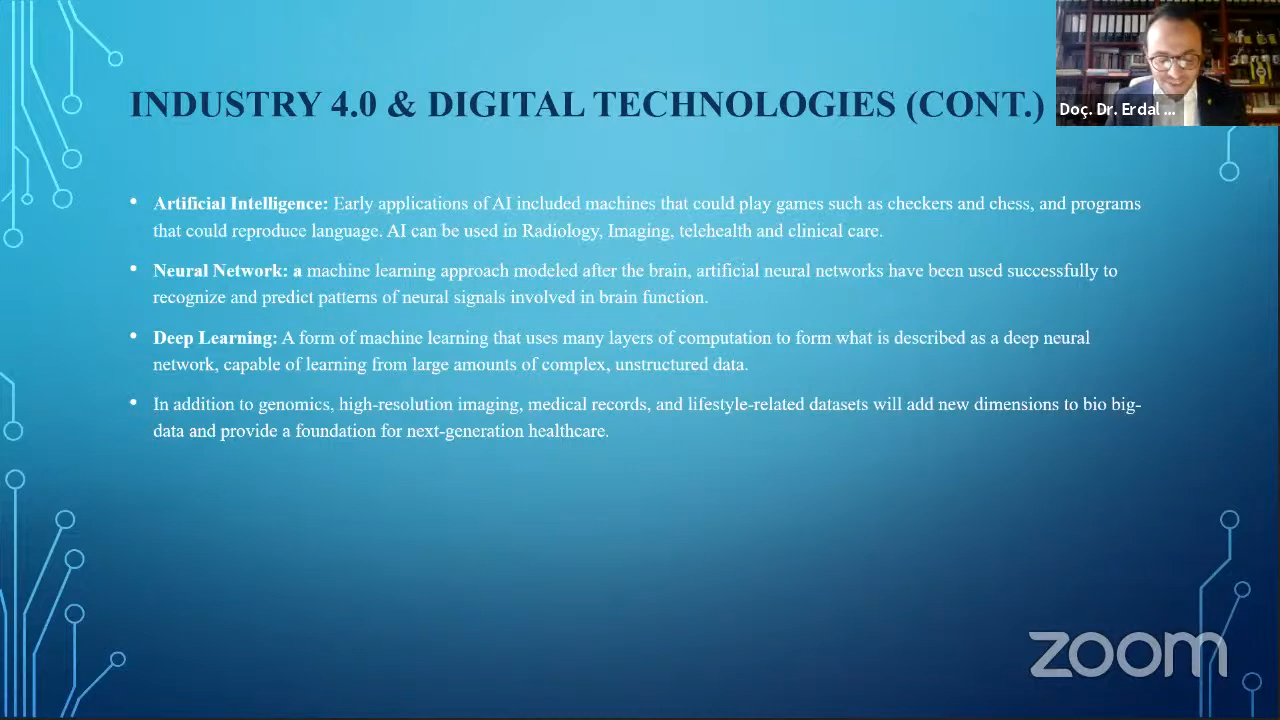 INDUSTRY 4.0 & DIGITAL TECHNOLOGIES (CONT.)
Doç. Dr. Erdal ...
• Artificial Intelligence: Early applications of AI included machines that could play games such as checkers and chess, and programs
that could reproduce language. AI can be used in Radiology, Imaging, telehealth and clinical care.
• Neural Network: a machine learning approach modeled after the brain, artificial neural networks have been used successfully to
recognize and predict patterns of neural signals involved in brain function.
• Deep Learning: A form of machine learning that uses many layers of computation to form what is described as a deep neural
network, capable of learning from large amounts of complex, unstructured data.
• In addition to genomics, high-resolution imaging, medical records, and lifestyle-related datasets will add new dimensions to bio big-
data and provide a foundation for next-generation healthcare.
zoom